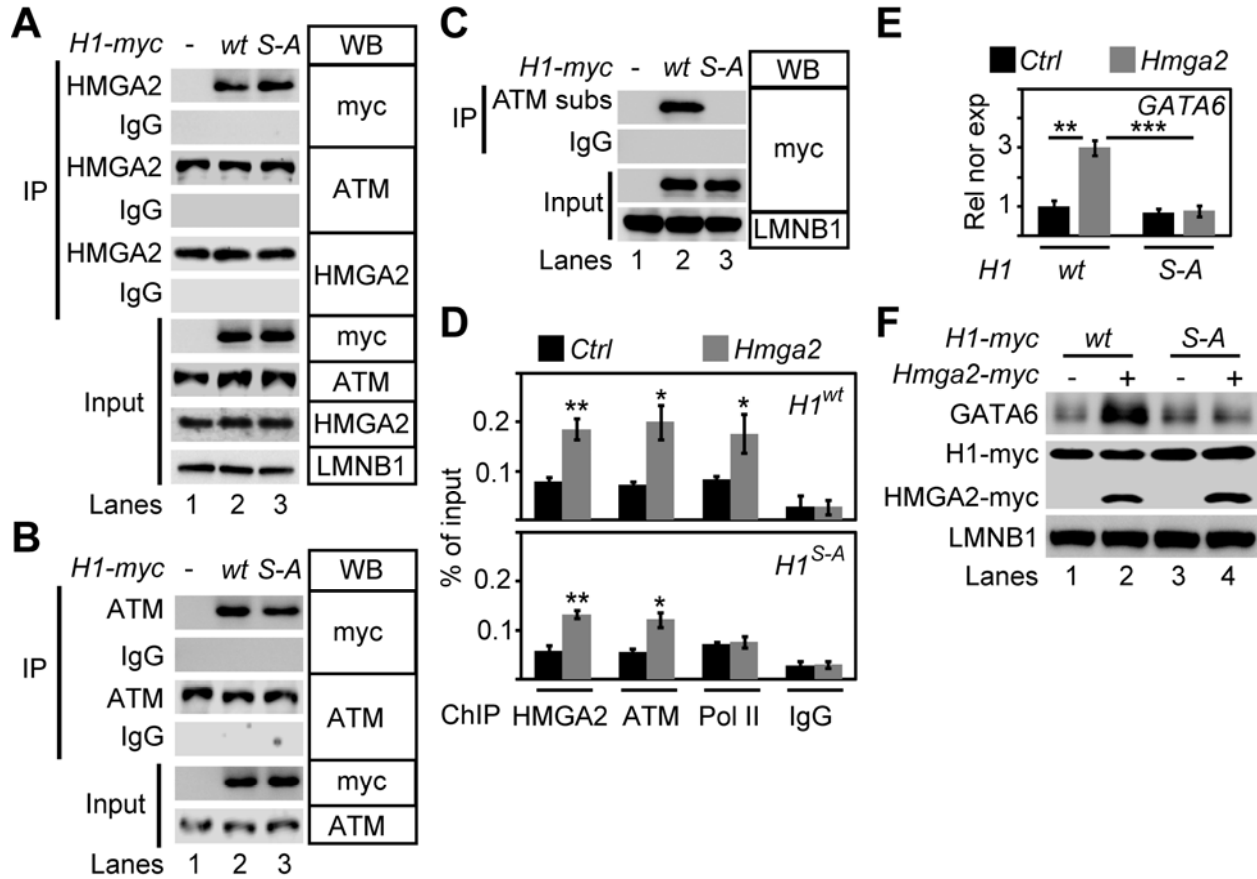 A
H1-myc - wt S-A WB
IP
HMGA2
IgG
myc
HMGA2
IgG
ATM
HMGA2
IgG
HMGA2
Input
myc
ATM
HMGA2
LMNB1
Lanes 1 2 3
B
H1-myc - wt S-A WB
IP
ATM
IgG
myc
ATM
IgG
ATM
Input
myc
ATM
Lanes 1 2 3
C
H1-myc - wt S-A WB
IP
ATM subs
IgG
Input
myc
LMNB1
Lanes 1 2 3
D
Ctrl Hmga2
% of input
0.2
0.1
** * *
H1wt
0.2
0.1
** *
H1S-A
ChIP HMGA2 ATM Pol II IgG
E
Ctrl Hmga2
GATA6
Rel nor exp
3
1
** ***
H1 wt S-A
F
H1-myc wt S-A
Hmga2-myc - + - +
GATA6
H1-myc
HMGA2-myc
LMNB1
Lanes 1 2 3 4